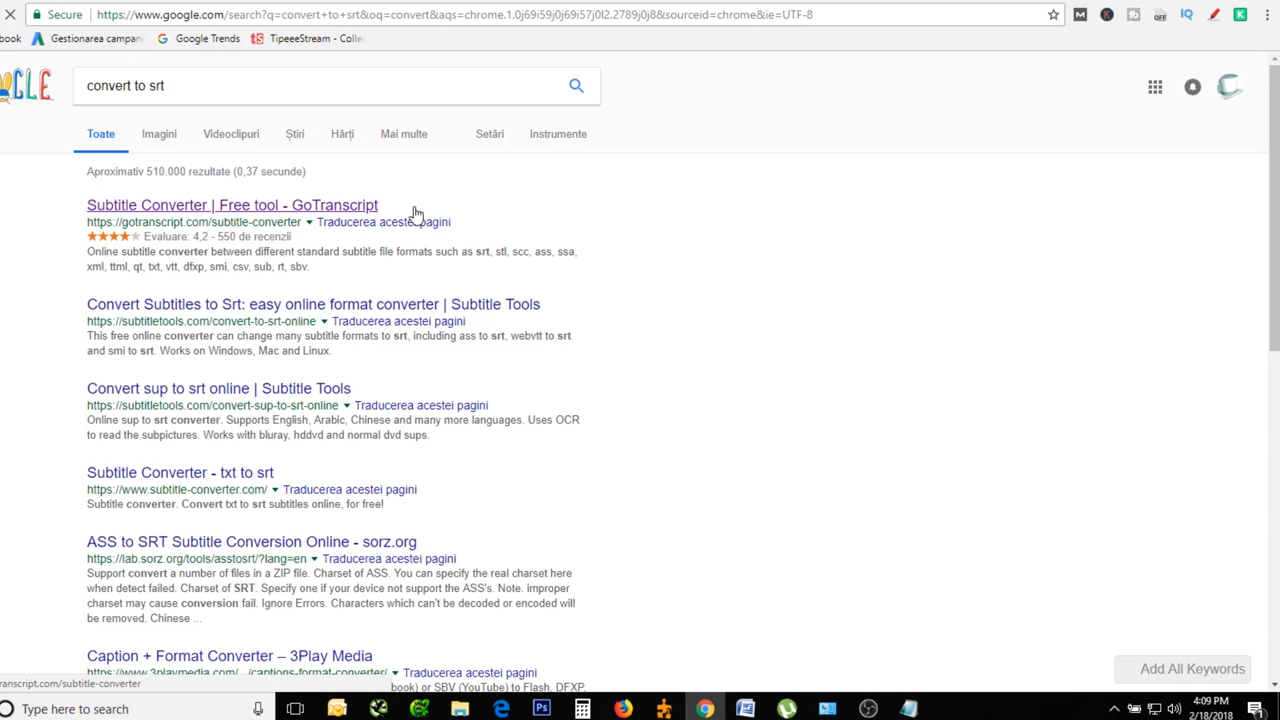 Secure https://www.google.com/search?q=convert+to+srt&oq=convert&aqs=chrome.1.0j69i59j0j69i57j0l2.2789j0j8&sourceid=chrome&ie=UTF-8
book Gestionarea campan Google Trends TipeeeStream - Colle
convert to srt
Toate Imagini Videoclipuri Știri Hărți Mai multe Setări Instrumente
Aproximativ 510.000 rezultate (0,37 secunde)
Subtitle Converter | Free tool - GoTranscript
https://gotranscript.com/subtitle-converter Traducerea acestei pagini
Evaluare: 4,2 - 550 de recenzii
Online subtitle converter between different standard subtitle file formats such as srt, stl, scc, ass, ssa,
xml, ttml, qt, txt, vtt, dfxp, smi, csv, sub, rt, sbv.
Convert Subtitles to Srt: easy online format converter | Subtitle Tools
https://subtitletools.com/convert-to-srt-online Traducerea acestei pagini
This free online converter can change many subtitle formats to srt, including ass to srt, webvtt to srt
and smi to srt. Works on Windows, Mac and Linux.
Convert sup to srt online | Subtitle Tools
https://subtitletools.com/convert-sup-to-srt-online Traducerea acestei pagini
Online sup to srt converter. Supports English, Arabic, Chinese and many more languages. Uses OCR
to read the subpictures. Works with bluray, hddvd and normal dvd sups.
Subtitle Converter - txt to srt
https://www.subtitle-converter.com/ Traducerea acestei pagini
Subtitle converter. Convert txt to srt subtitles online, for free!
ASS to SRT Subtitle Conversion Online - sorz.org
https://lab.sorz.org/tools/asstosrt/?lang=en Traducerea acestei pagini
Support convert a number of files in a ZIP file. Charset of ASS. You can specify the real charset here
when detect failed. Charset of SRT. Specify one if your device not support the ASS's. Note. improper
charset may cause conversion fail. Ignore Errors. Characters which can't be decoded or encoded will
be removed. Chinese ...
Caption + Format Converter – 3Play Media
https://www.3playmedia.com/.../captions-format-converter/ Traducerea acestei pagini
Add All Keywords
transcript.com/subtitle-converter
book) or SBV (YouTube) to Flash, DFXP,
Type here to search
4:09 PM
2/18/2018